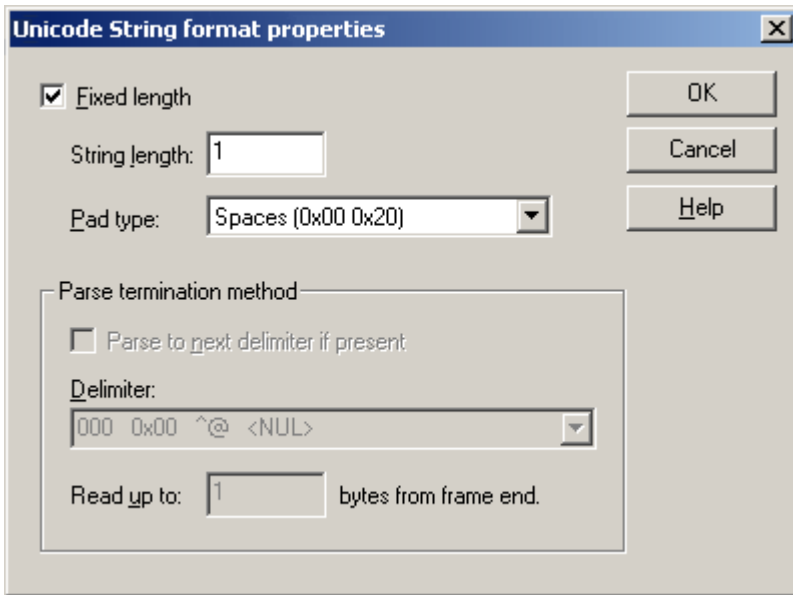 Unicode String format properties
Fixed length
OK
String length: 1
Cancel
Pad type: Spaces (0x00 0x20)
Help
Parse termination method
Parse to next delimiter if present
Delimiter:
000 0x00 ^@ <NUL>
Read up to: 1 bytes from frame end.